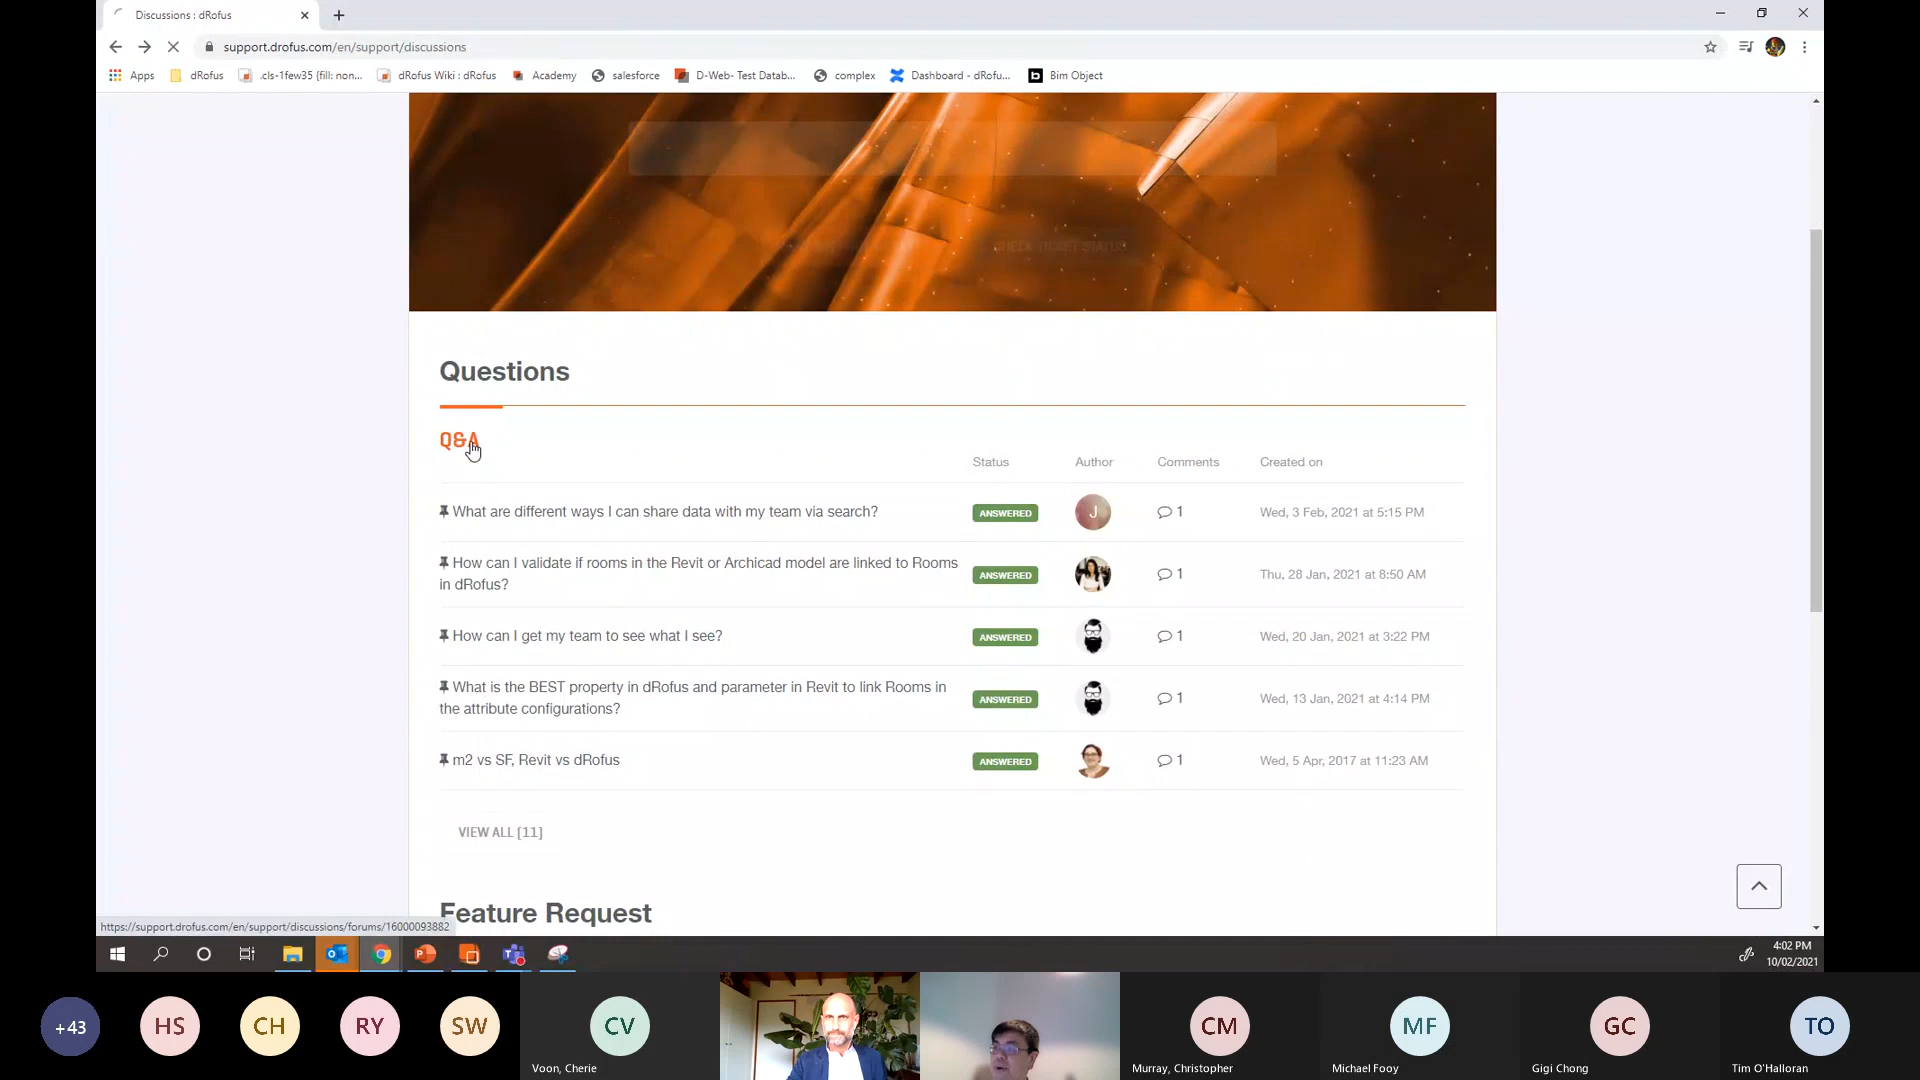 Discussions : dRofus
support.drofus.com/en/support/discussions
Apps dRofus .cls-1few35 {fill: non... dRofus Wiki : dRofus Academy salesforce D-Web- Test Datab... complex Dashboard - dRofu... Bim Object
CHECK TICKET STATUS
Questions
Q&A
Status Author Comments Created on
What are different ways I can share data with my team via search? ANSWERED J 1 Wed, 3 Feb, 2021 at 5:15 PM
How can I validate if rooms in the Revit or Archicad model are linked to Rooms
in dRofus? ANSWERED 1 Thu, 28 Jan, 2021 at 8:50 AM
How can I get my team to see what I see? ANSWERED 1 Wed, 20 Jan, 2021 at 3:22 PM
What is the BEST property in dRofus and parameter in Revit to link Rooms in
the attribute configurations? ANSWERED 1 Wed, 13 Jan, 2021 at 4:14 PM
m2 vs SF, Revit vs dRofus ANSWERED 1 Wed, 5 Apr, 2017 at 11:23 AM
VIEW ALL [11]
Feature Request
https://support.drofus.com/en/support/discussions/forums/16000093882
4:02 PM
10/02/2021
+43 HS CH RY SW CV CM MF GC TO
Voon, Cherie Murray, Christopher Michael Fooy Gigi Chong Tim O'Halloran